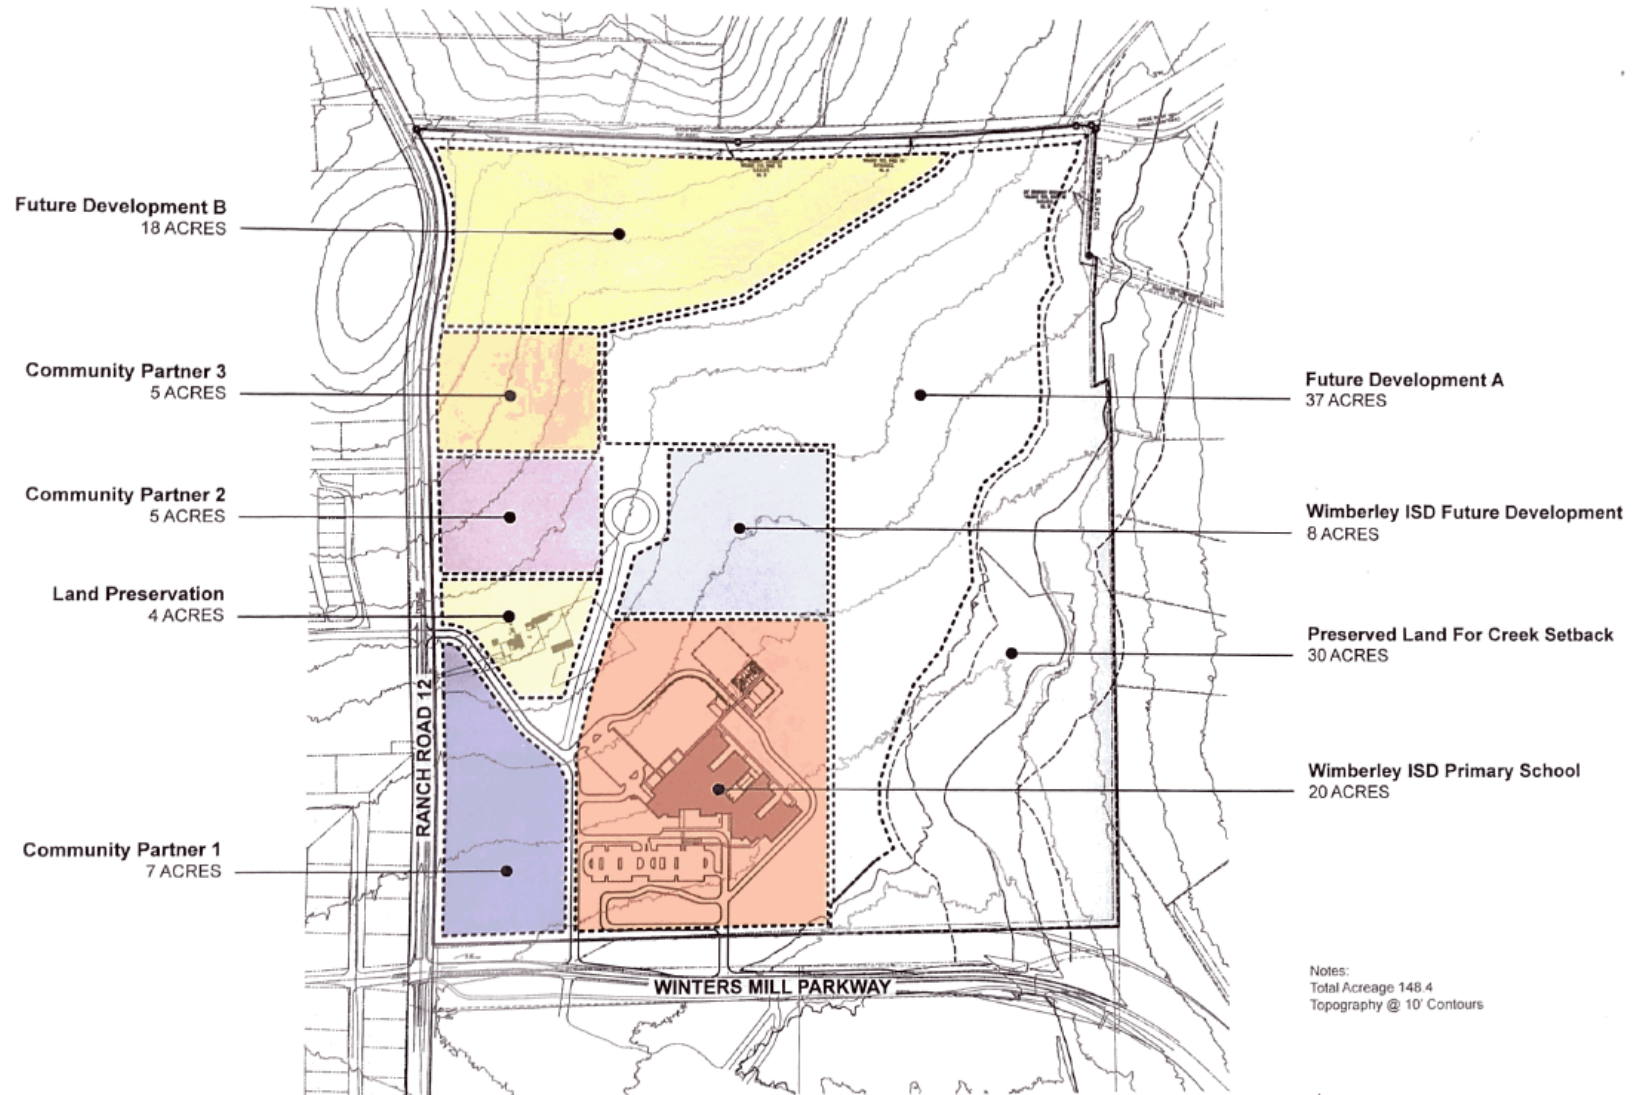 Future Development B
18 ACRES
Community Partner 3
5 ACRES
Community Partner 2
5 ACRES
Land Preservation
4 ACRES
Community Partner 1
7 ACRES
RANCH ROAD 12
WINTERS MILL PARKWAY
Future Development A
37 ACRES
Wimberley ISD Future Development
8 ACRES
Preserved Land For Creek Setback
30 ACRES
Wimberley ISD Primary School
20 ACRES
Notes:
Total Acreage 148.4
Topography @ 10' Contours